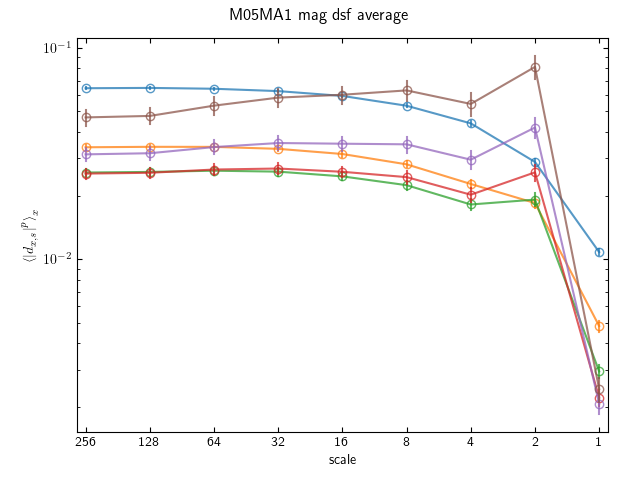 M05MA1 mag dsf average
10⁻¹
10⁻²
⟨|d_{x,s}|^p⟩_x
256 128 64 32 16 8 4 2 1
scale